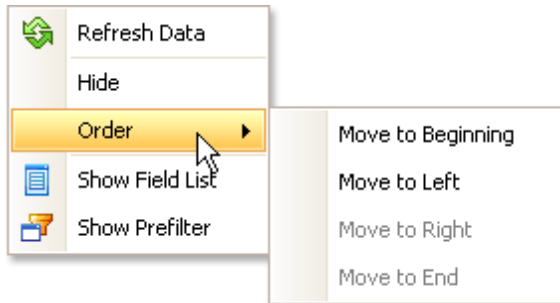 Refresh Data
Hide
Order
Show Field List
Show Prefilter
Move to Beginning
Move to Left
Move to Right
Move to End